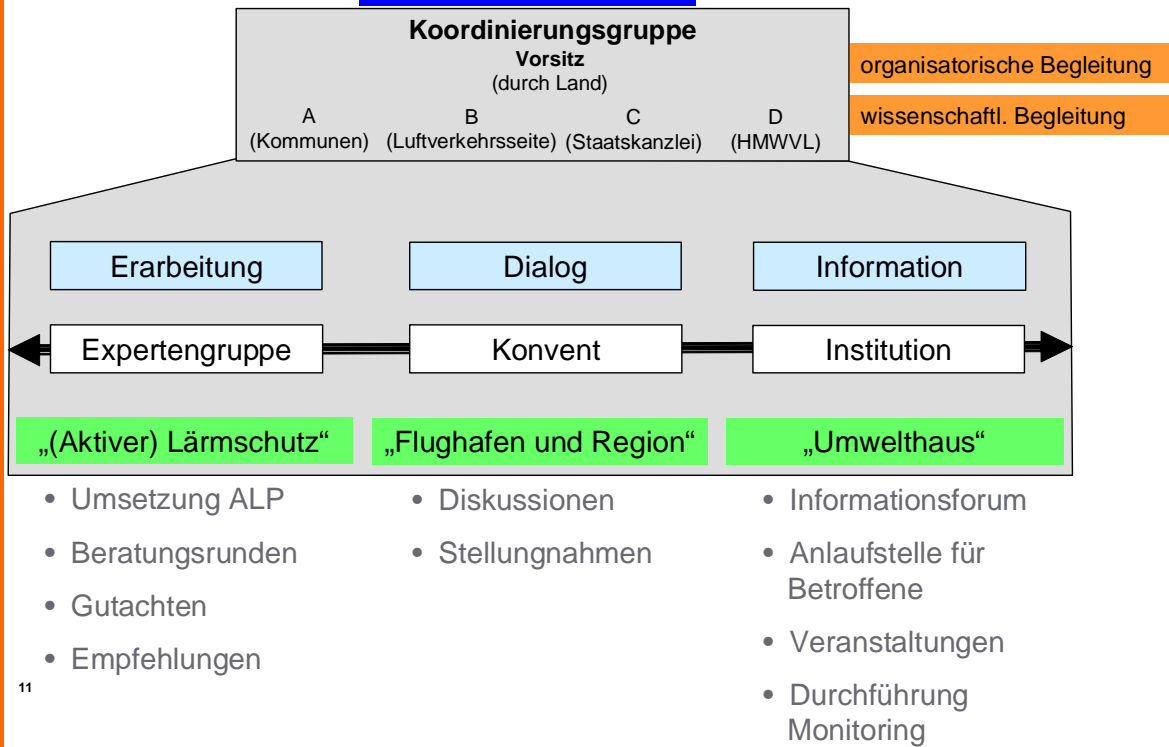 Koordinierungsgruppe
Vorsitz
(durch Land)
A B C D
(Kommunen) (Luftverkehrsseite) (Staatskanzlei) (HMWVL)
organisatorische Begleitung
wissenschaftl. Begleitung
Erarbeitung Dialog Information
Expertengruppe Konvent Institution
„(Aktiver) Lärmschutz“ „Flughafen und Region“ „Umwelthaus“
• Umsetzung ALP
• Beratungsrunden
• Gutachten
• Empfehlungen
• Diskussionen
• Stellungnahmen
• Informationsforum
• Anlaufstelle für
Betroffene
• Veranstaltungen
• Durchführung
Monitoring
11